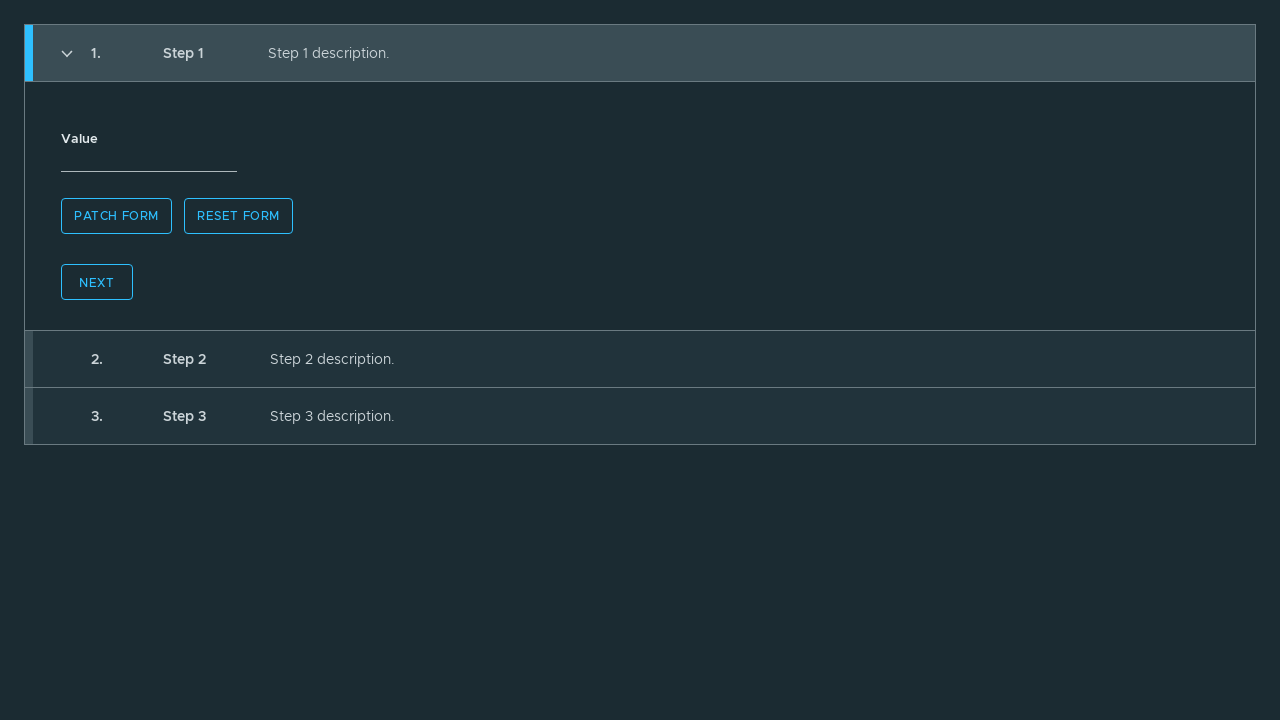 1. Step 1 Step 1 description.
Value
PATCH FORM RESET FORM
NEXT
2. Step 2 Step 2 description.
3. Step 3 Step 3 description.